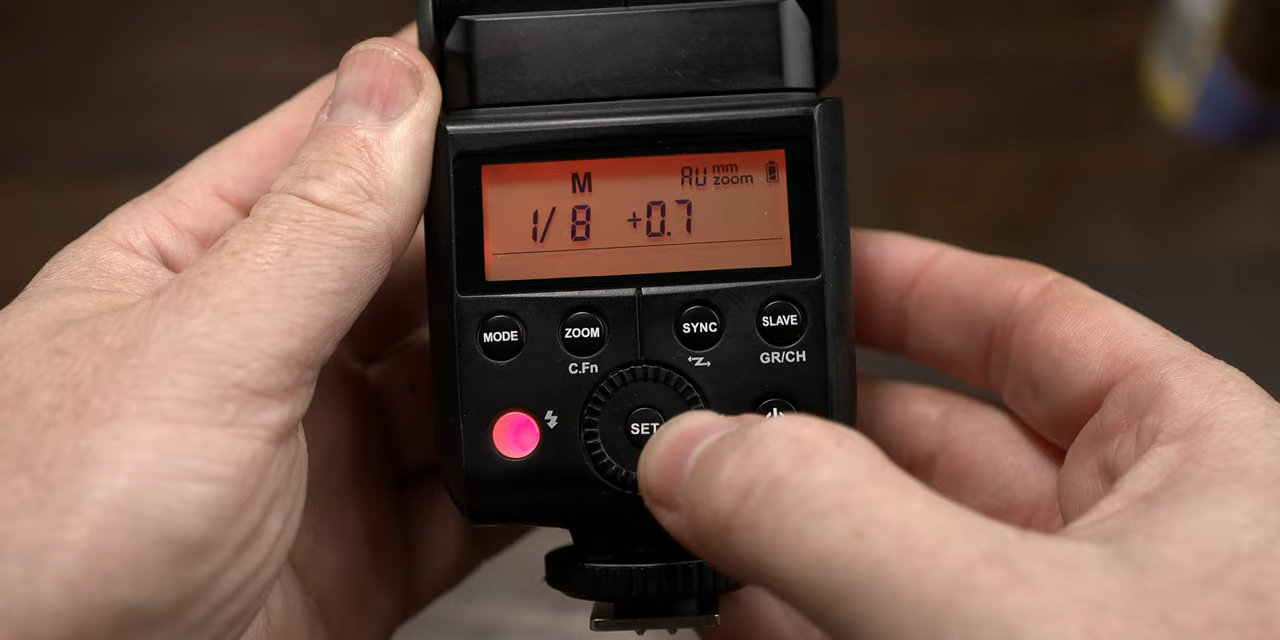 M AU mm zoom
1/8 +0.7
MODE ZOOM SYNC SLAVE
C.Fn GR/CH
SET